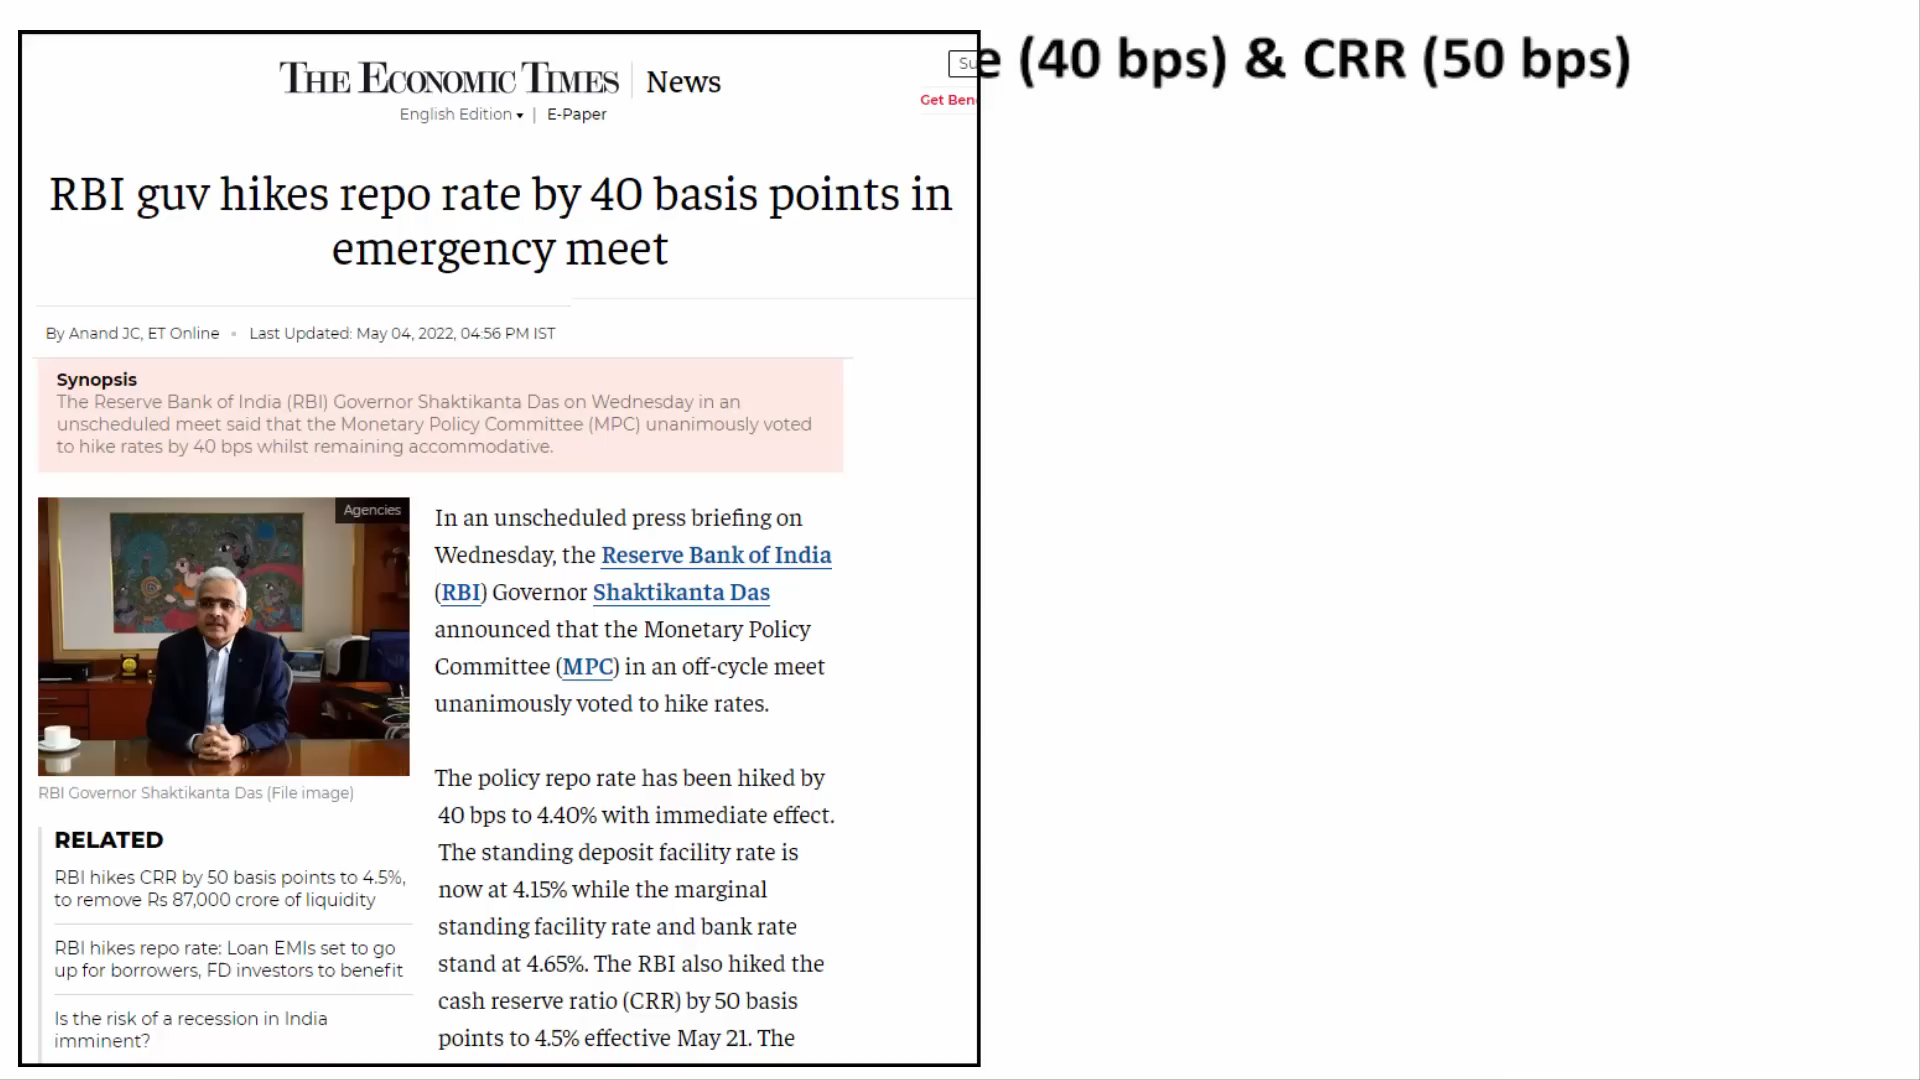 THE ECONOMIC TIMES News
English Edition ▾ | E-Paper
Get Ben
(40 bps) & CRR (50 bps)
RBI guv hikes repo rate by 40 basis points in
emergency meet
By Anand JC, ET Online • Last Updated: May 04, 2022, 04:56 PM IST
Synopsis
The Reserve Bank of India (RBI) Governor Shaktikanta Das on Wednesday in an
unscheduled meet said that the Monetary Policy Committee (MPC) unanimously voted
to hike rates by 40 bps whilst remaining accommodative.
Agencies
RBI Governor Shaktikanta Das (File image)
RELATED
RBI hikes CRR by 50 basis points to 4.5%,
to remove Rs 87,000 crore of liquidity
RBI hikes repo rate: Loan EMIs set to go
up for borrowers, FD investors to benefit
Is the risk of a recession in India
imminent?
In an unscheduled press briefing on
Wednesday, the Reserve Bank of India
(RBI) Governor Shaktikanta Das
announced that the Monetary Policy
Committee (MPC) in an off-cycle meet
unanimously voted to hike rates.
The policy repo rate has been hiked by
40 bps to 4.40% with immediate effect.
The standing deposit facility rate is
now at 4.15% while the marginal
standing facility rate and bank rate
stand at 4.65%. The RBI also hiked the
cash reserve ratio (CRR) by 50 basis
points to 4.5% effective May 21. The